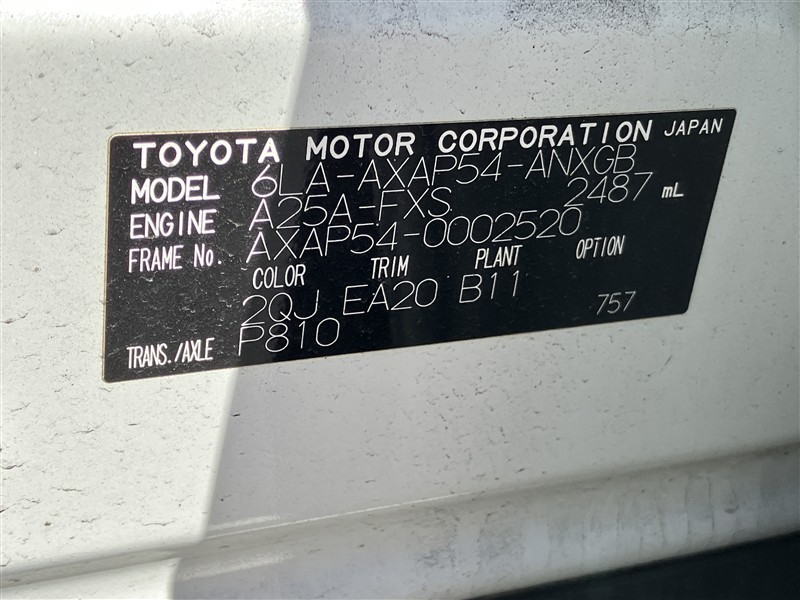 TOYOTA MOTOR CORPORATION JAPAN
MODEL 6LA-AXAP54-ANXGB
ENGINE A25A-FXS 2487 mL
FRAME No. AXAP54-0002520
COLOR TRIM PLANT OPTION
2QJ EA20 B11 757
TRANS./AXLE P810